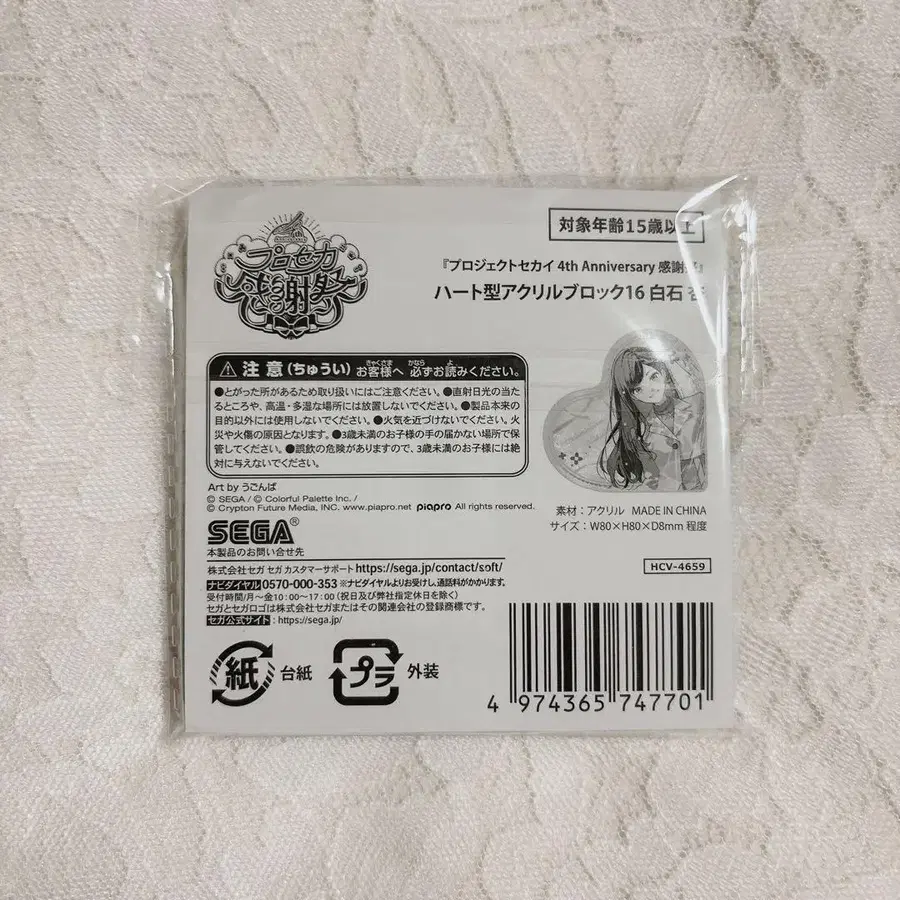 4th
ANNIVERSARY
プロセカ
感謝祭
対象年齢15歳以上
『プロジェクトセカイ 4th Anniversary 感謝祭』
ハート型アクリルブロック16 白石 杏
注意(ちゅうい) お客様へ 必ずお読みください。
●とがった所があるため取り扱いにはご注意ください。●直射日光の当た
るところや、高温・多湿な場所には放置しないでください。●製品本来の
目的以外には使用しないでください。●火気を近づけないでください。火
災や火傷の原因となります。●3歳未満のお子様の手の届かない場所で保
管してください。●誤飲の危険がありますので、3歳未満のお子様には絶
対に与えないでください。
Art by うごんば
© SEGA / © Colorful Palette Inc. /
© Crypton Future Media, INC. www.piapro.net piapro All rights reserved.
素材：アクリル MADE IN CHINA
サイズ：W80×H80×D8mm 程度
SEGA®
本製品のお問い合せ先
株式会社セガ セガ カスタマーサポート https://sega.jp/contact/soft/
HCV-4659
ナビダイヤル 0570-000-353 ※ナビダイヤルよりお受けし、通話料がかかります。
受付時間/月～金10:00～17:00（祝日及び弊社指定休日を除く）
セガとセガロゴは株式会社セガまたはその関連会社の登録商標です。
セガ公式サイト：https://sega.jp/
紙 台紙
プラ 外装
4 974365 747701